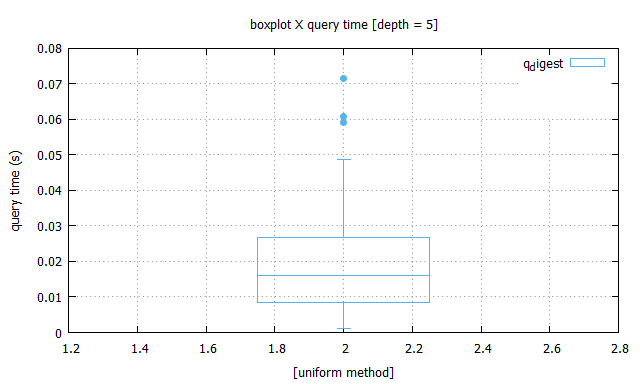 boxplot X query time [depth = 5]
q_digest
0.08
0.07
0.06
0.05
0.04
0.03
0.02
0.01
0
query time (s)
1.2 1.4 1.6 1.8 2 2.2 2.4 2.6 2.8
[uniform method]